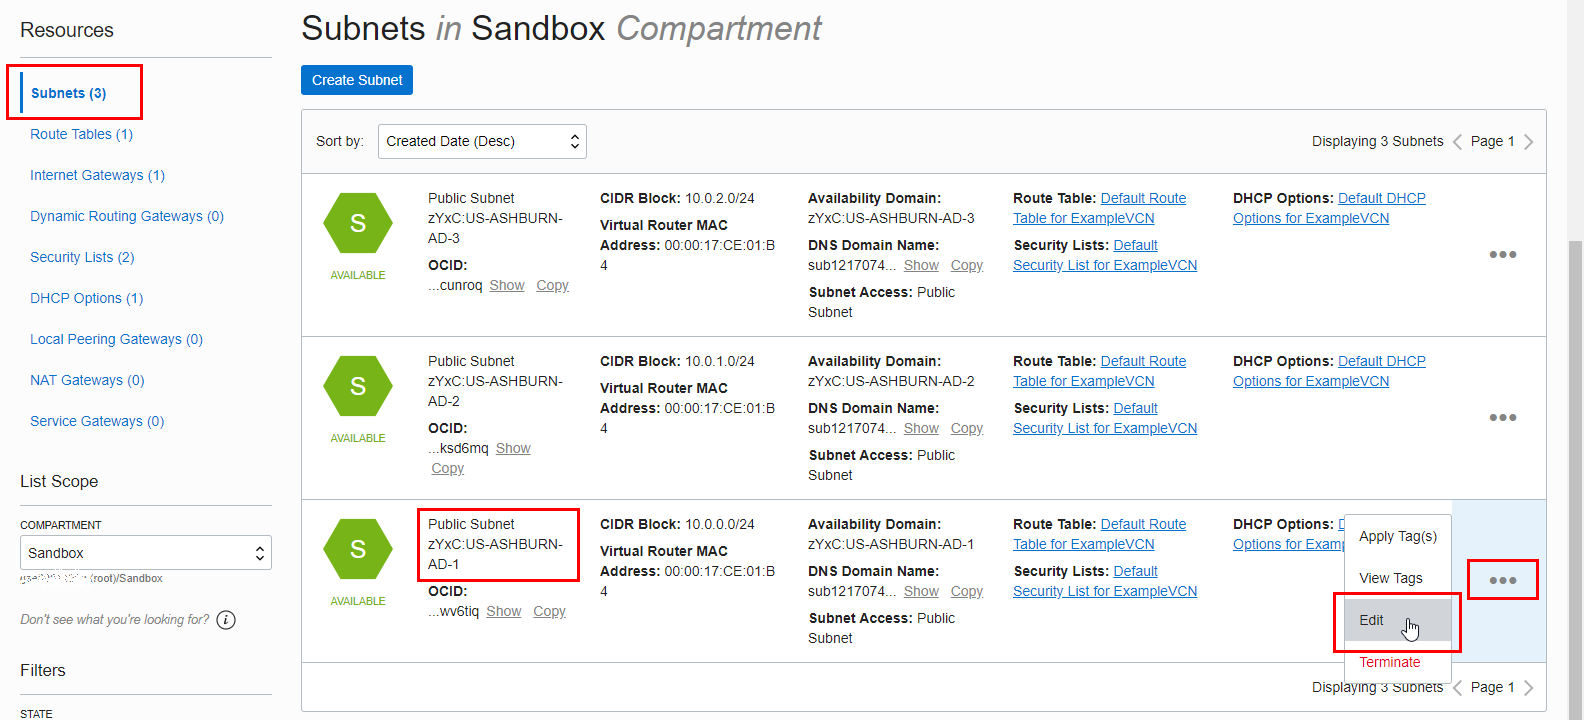 Resources
Subnets (3)
Route Tables (1)
Internet Gateways (1)
Dynamic Routing Gateways (0)
Security Lists (2)
DHCP Options (1)
Local Peering Gateways (0)
NAT Gateways (0)
Service Gateways (0)
List Scope
COMPARTMENT
Sandbox
(root)/Sandbox
Don't see what you're looking for? i
Filters
STATE
Subnets in Sandbox Compartment
Create Subnet
Sort by: Created Date (Desc)
Displaying 3 Subnets < Page 1 >
S
AVAILABLE
Public Subnet
zYxC:US-ASHBURN-
AD-3
OCID:
...cunroq Show Copy
CIDR Block: 10.0.2.0/24
Virtual Router MAC
Address: 00:00:17:CE:01:B
4
Availability Domain:
zYxC:US-ASHBURN-AD-3
DNS Domain Name:
sub1217074... Show Copy
Subnet Access: Public
Subnet
Route Table: Default Route
Table for ExampleVCN
Security Lists: Default
Security List for ExampleVCN
DHCP Options: Default DHCP
Options for ExampleVCN
S
AVAILABLE
Public Subnet
zYxC:US-ASHBURN-
AD-2
OCID:
...ksd6mq Show
Copy
CIDR Block: 10.0.1.0/24
Virtual Router MAC
Address: 00:00:17:CE:01:B
4
Availability Domain:
zYxC:US-ASHBURN-AD-2
DNS Domain Name:
sub1217074... Show Copy
Subnet Access: Public
Subnet
Route Table: Default Route
Table for ExampleVCN
Security Lists: Default
Security List for ExampleVCN
DHCP Options: Default DHCP
Options for ExampleVCN
S
AVAILABLE
Public Subnet
zYxC:US-ASHBURN-
AD-1
OCID:
...wv6tiq Show Copy
CIDR Block: 10.0.0.0/24
Virtual Router MAC
Address: 00:00:17:CE:01:B
4
Availability Domain:
zYxC:US-ASHBURN-AD-1
DNS Domain Name:
sub1217074... Show Copy
Subnet Access: Public
Subnet
Route Table: Default Route
Table for ExampleVCN
Security Lists: Default
Security List for ExampleVCN
DHCP Options:
Options for Examp
Apply Tag(s)
View Tags
Edit
Terminate
Displaying 3 Subnets < Page 1 >